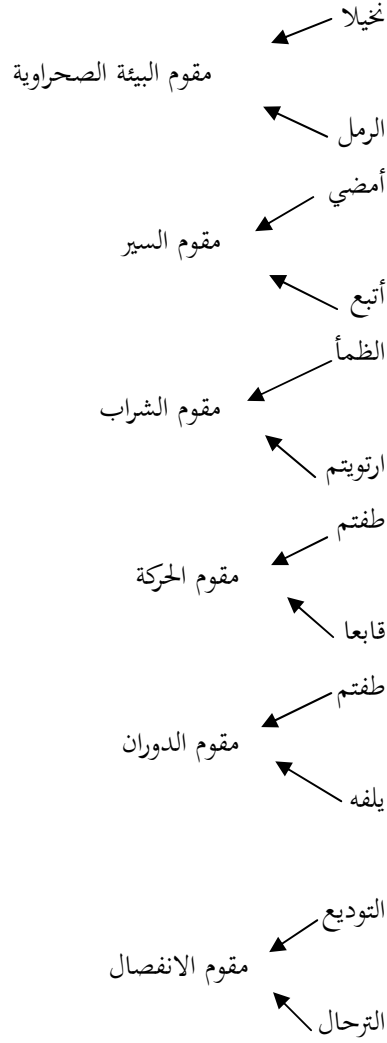 نخيلا
مقوم البيئة الصحراوية
الرمل
أمضي
مقوم السير
أتبع
الظمأ
مقوم الشراب
ارتويتم
طفتم
مقوم الحركة
قابعا
طفتم
مقوم الدوران
يلفه
التوديع
مقوم الانفصال
الترحال